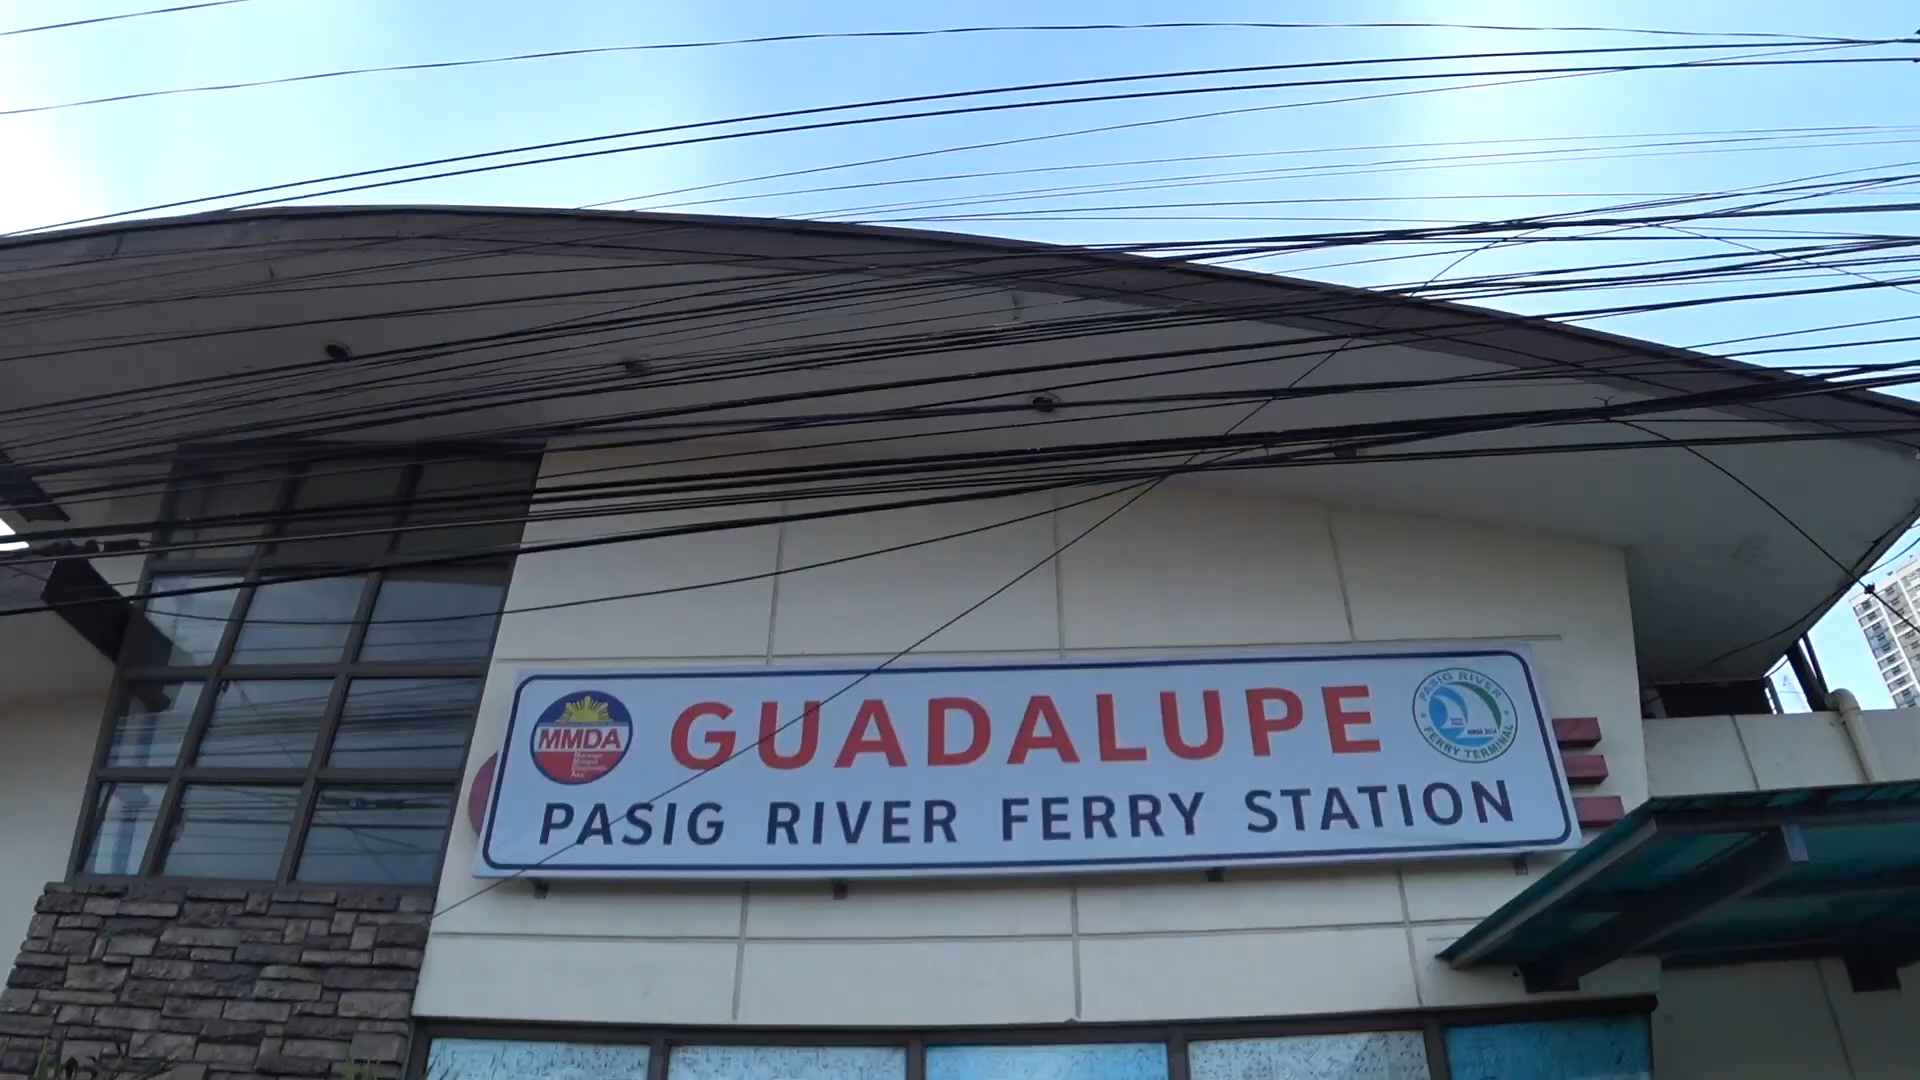 MMDA
GUADALUPE
PASIG RIVER
FERRY TERMINAL
PASIG RIVER FERRY STATION